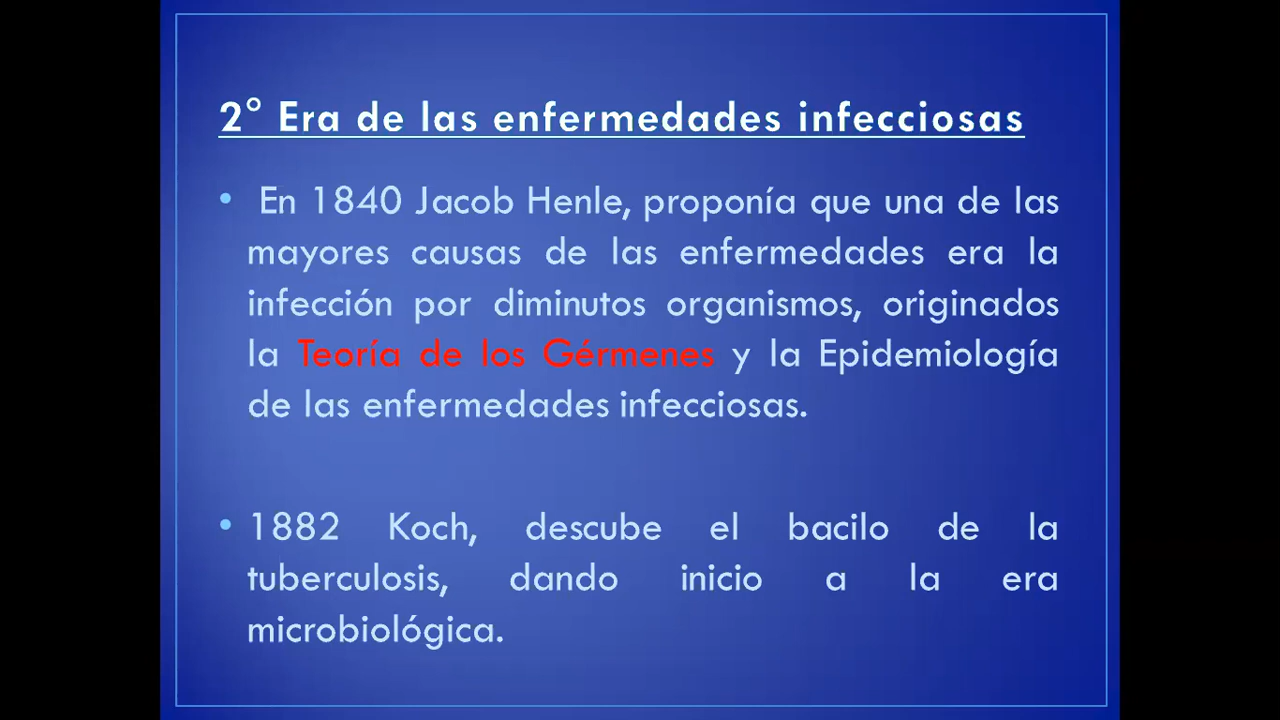 2° Era de las enfermedades infecciosas
• En 1840 Jacob Henle, proponía que una de las
mayores causas de las enfermedades era la
infección por diminutos organismos, originados
la Teoría de los Gérmenes y la Epidemiología
de las enfermedades infecciosas.
• 1882 Koch, descube el bacilo de la
tuberculosis, dando inicio a la era
microbiológica.